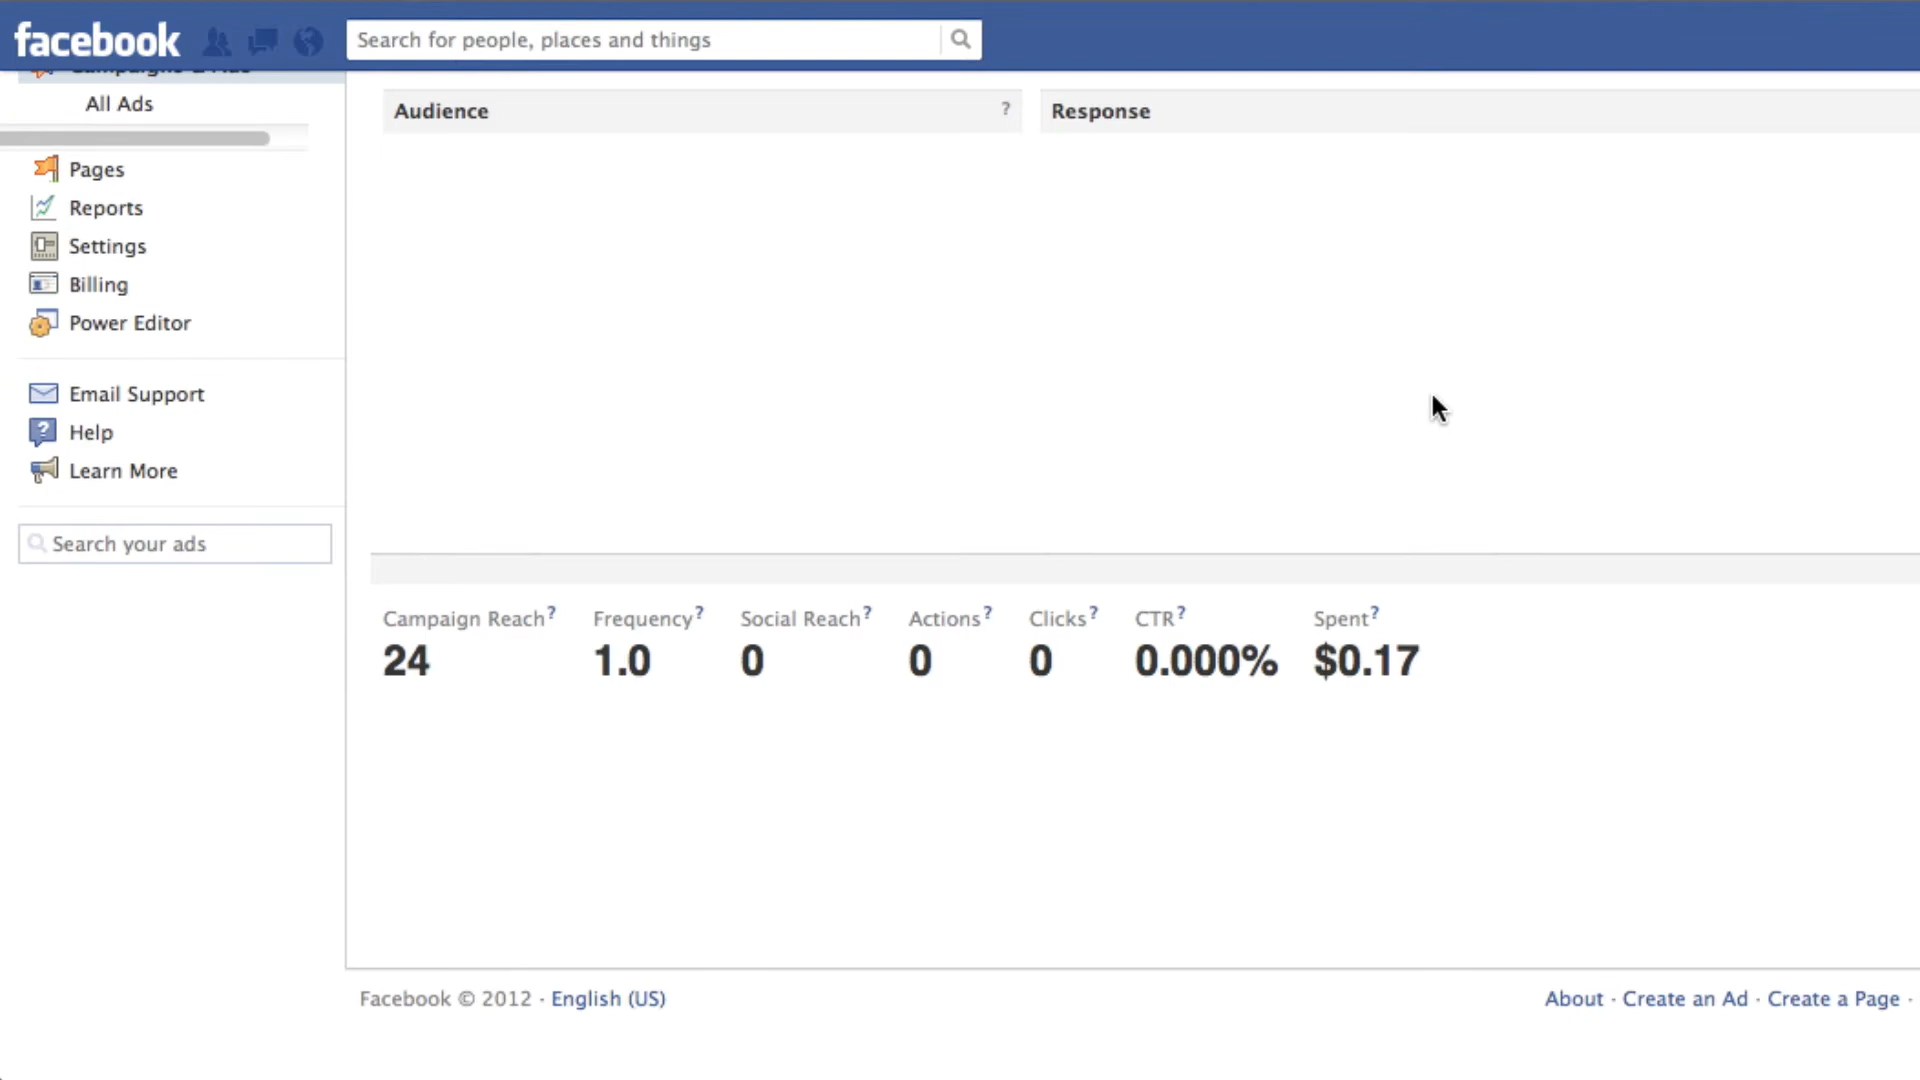 facebook
Search for people, places and things
Campaigns & Ads
All Ads
Audience ?
Response
Pages
Reports
Settings
Billing
Power Editor
Email Support
Help
Learn More
Search your ads
Campaign Reach? Frequency? Social Reach? Actions? Clicks? CTR? Spent?
24 1.0 0 0 0 0.000% $0.17
Facebook © 2012 · English (US)
About · Create an Ad · Create a Page ·